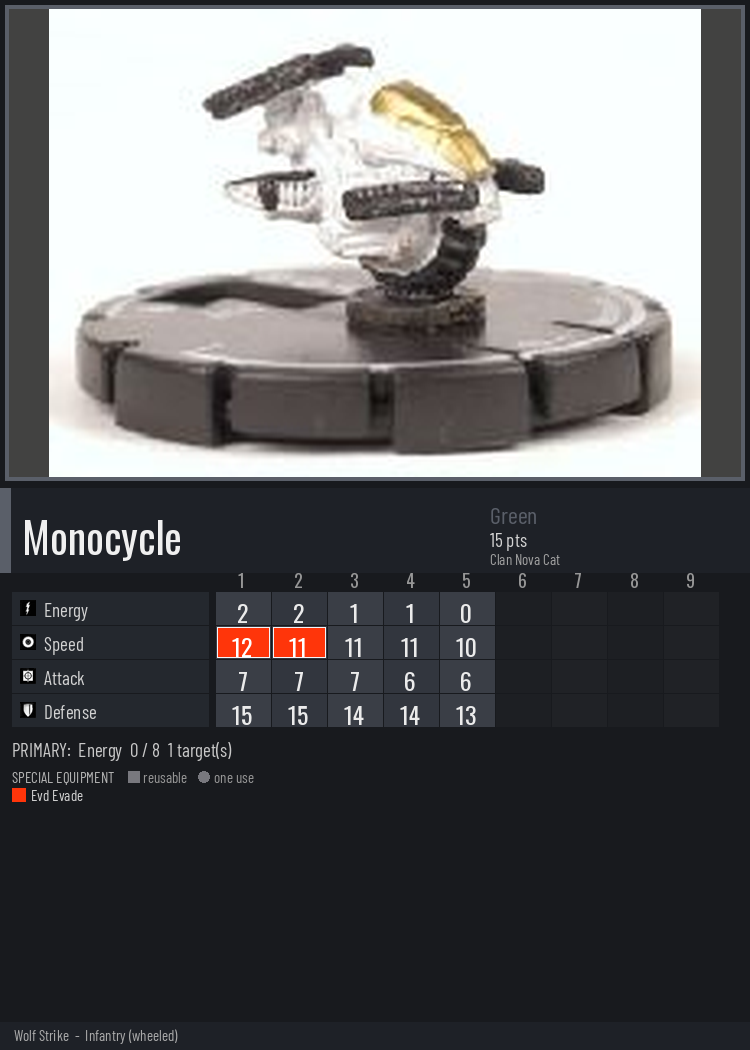 Monocycle
Green
15 pts
Clan Nova Cat
1 2 3 4 5 6 7 8 9
Energy 2 2 1 1 0
Speed 12 11 11 11 10
Attack 7 7 7 6 6
Defense 15 15 14 14 13
PRIMARY: Energy 0 / 8 1 target(s)
SPECIAL EQUIPMENT reusable one use
Evd Evade
Wolf Strike - Infantry (wheeled)